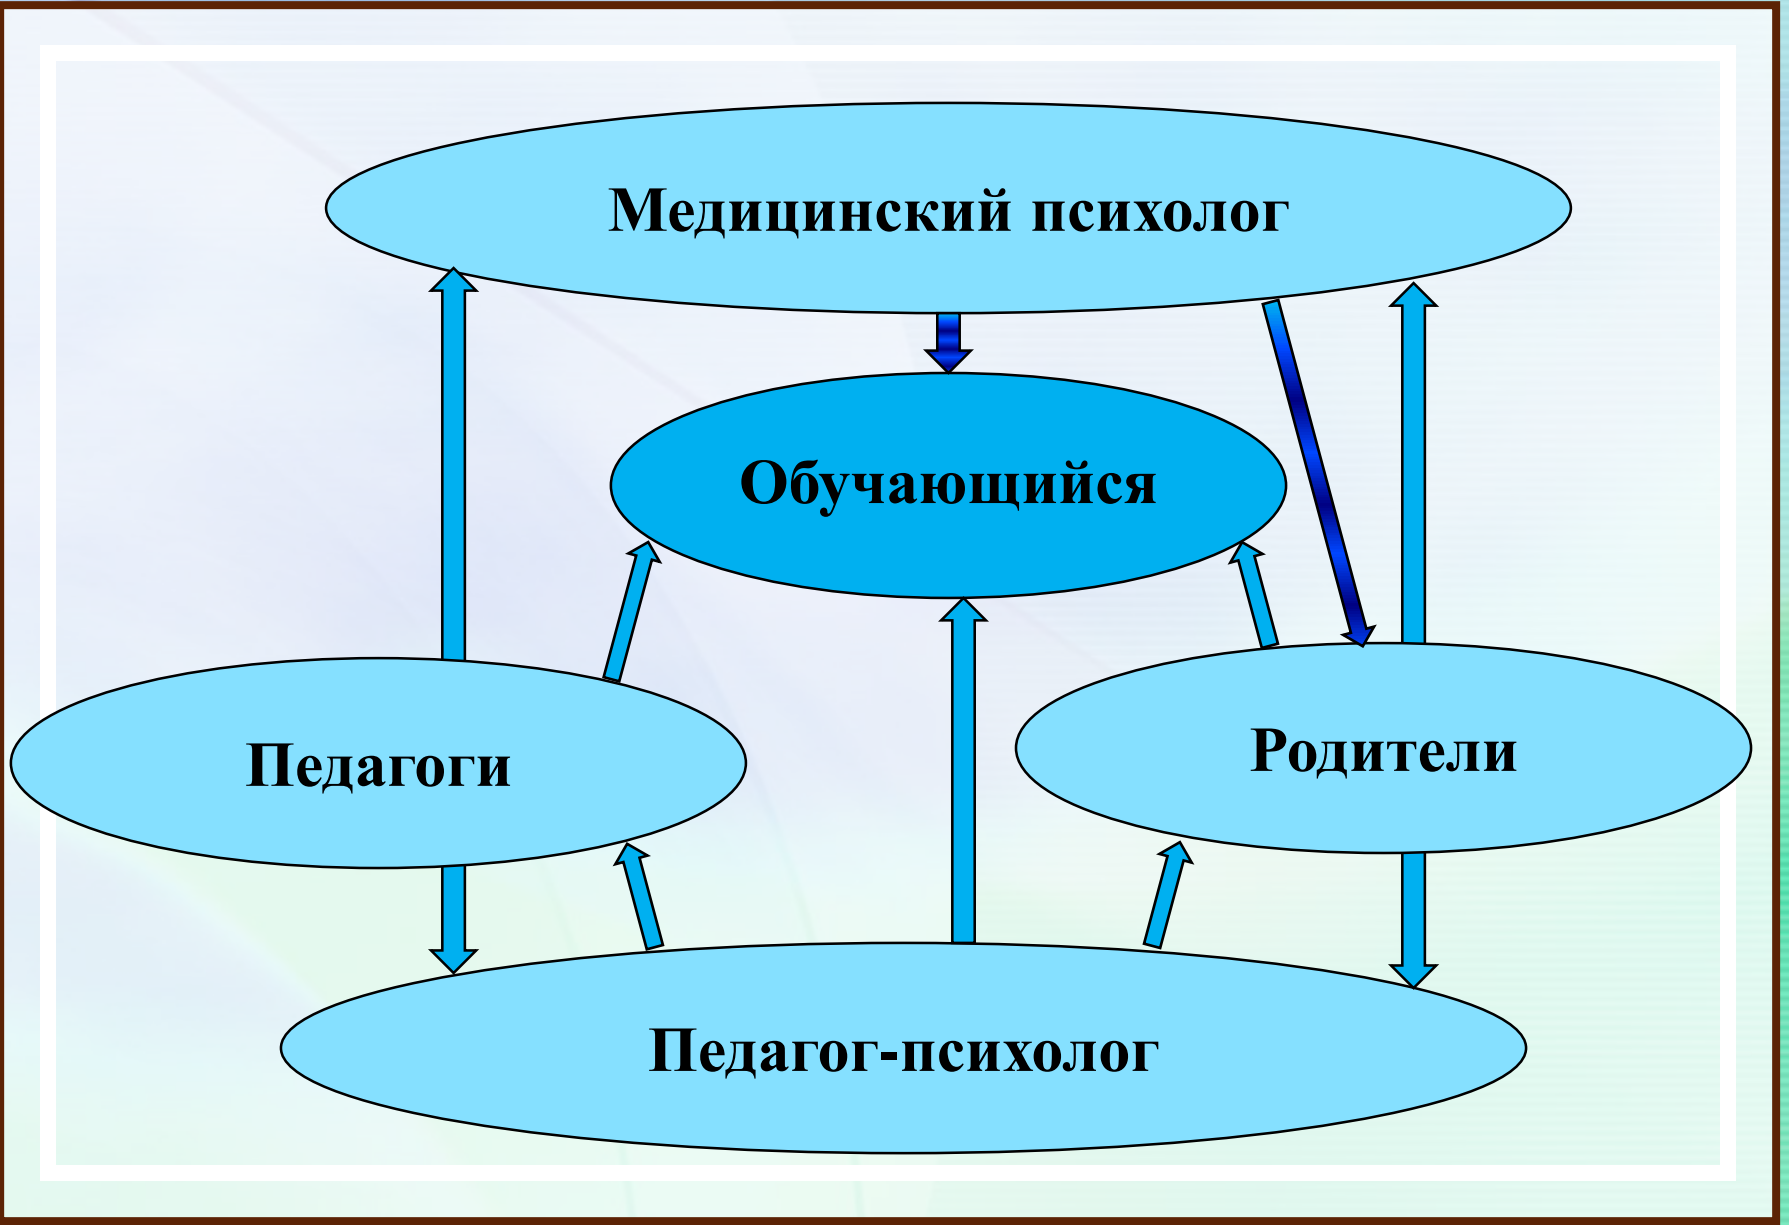 Медицинский психолог
Обучающийся
Педагоги
Родители
Педагог-психолог